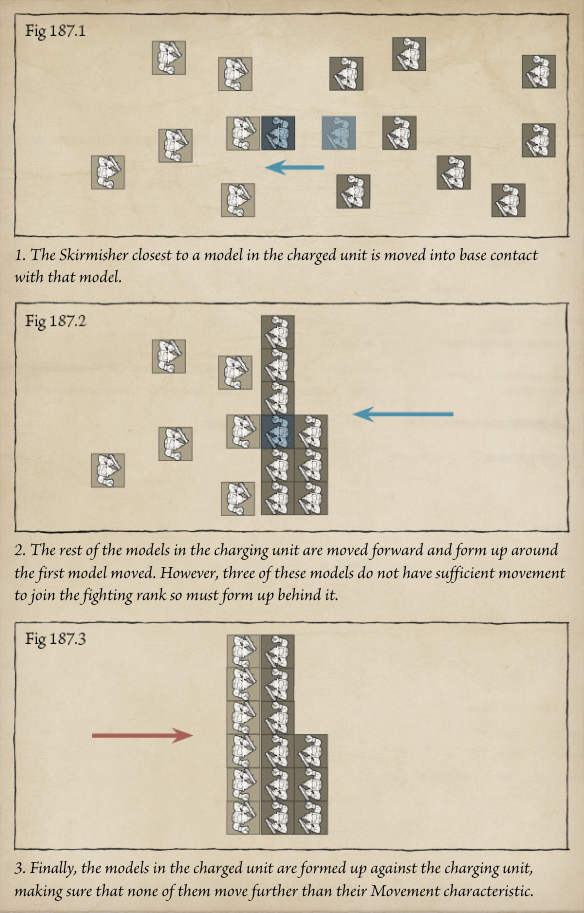 Fig 187.1
1. The Skirmisher closest to a model in the charged unit is moved into base contact
with that model.
Fig 187.2
2. The rest of the models in the charging unit are moved forward and form up around
the first model moved. However, three of these models do not have sufficient movement
to join the fighting rank so must form up behind it.
Fig 187.3
3. Finally, the models in the charged unit are formed up against the charging unit,
making sure that none of them move further than their Movement characteristic.